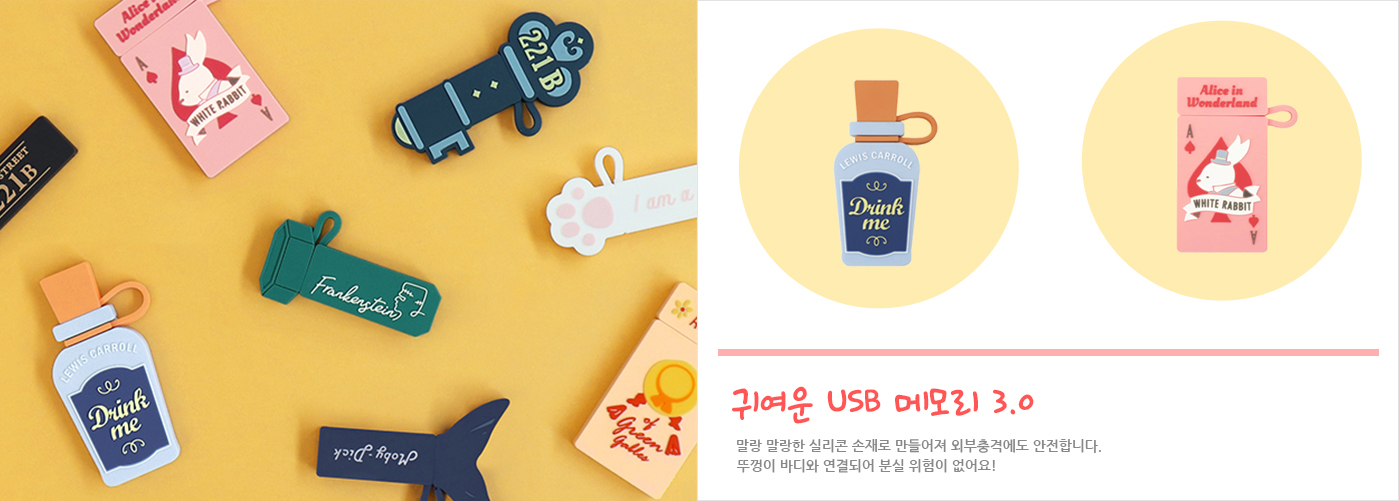 Alice in
Wonderland
A
WHITE RABBIT
221B
STREET
221B
I am a
Frankenstein
LEWIS CARROLL
Drink
me
of
Green
Gables
Moby Dick
LEWIS CARROLL
Drink
me
Alice in
Wonderland
A
WHITE RABBIT
A
귀여운 USB 메모리 3.0
말랑 말랑한 실리콘 손재로 만들어져 외부충격에도 안전합니다.
뚜껑이 바디와 연결되어 분실 위험이 없어요!